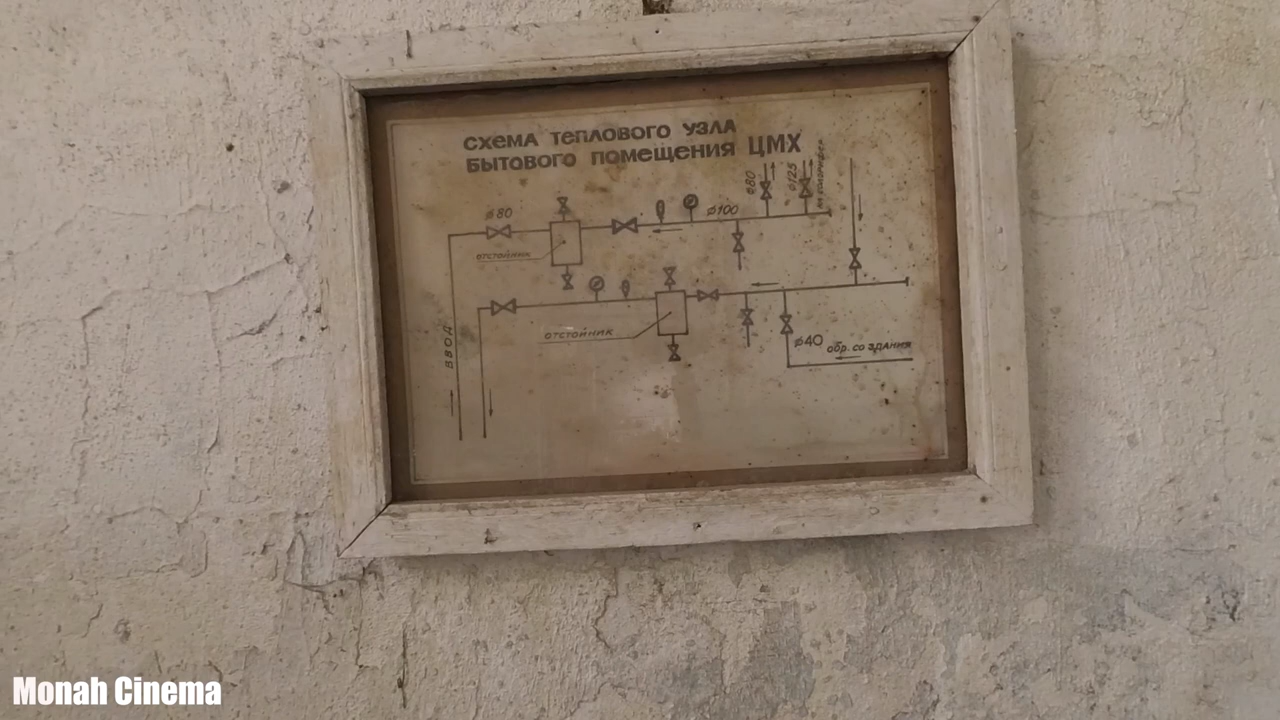 СХЕМА ТЕПЛОВОГО УЗЛА
БЫТОВОГО ПОМЕЩЕНИЯ ЦМХ
ø80
ø125
ø80
ø100
отстойник
отстойник
ВВОД
ø40
обр. со здания
Monah Cinema